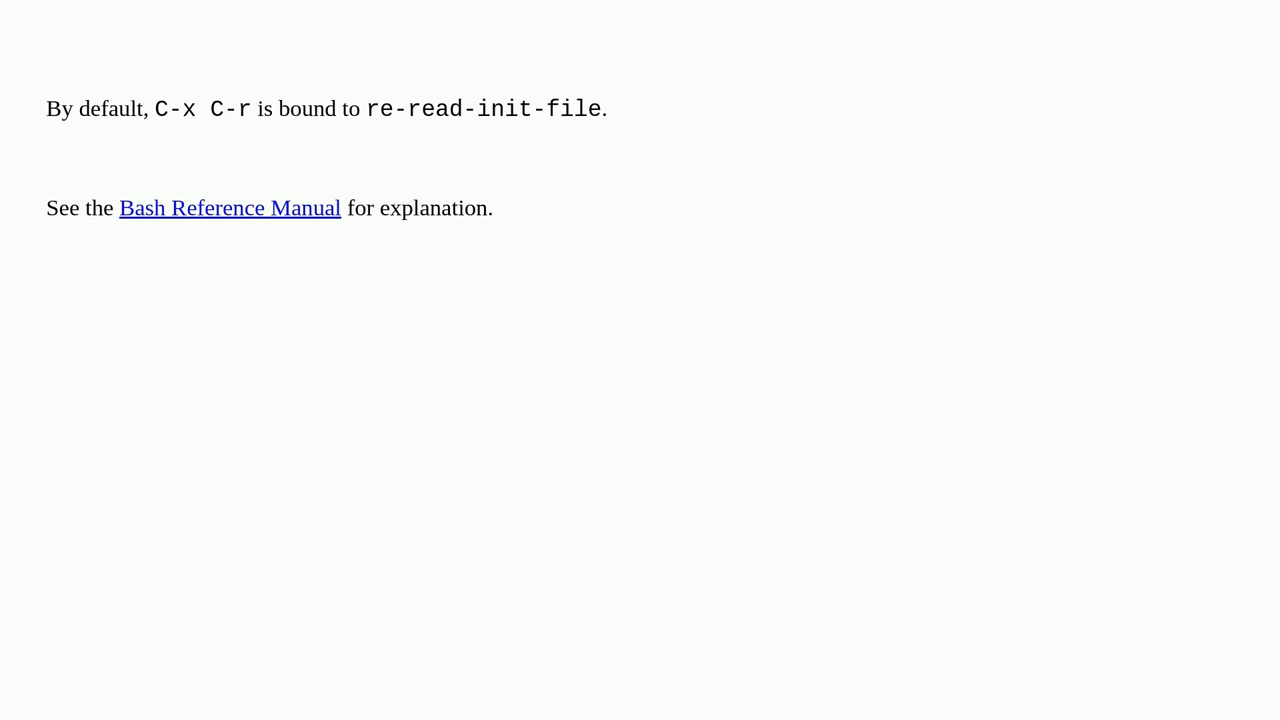 By default, C-x C-r is bound to re-read-init-file.
See the Bash Reference Manual for explanation.